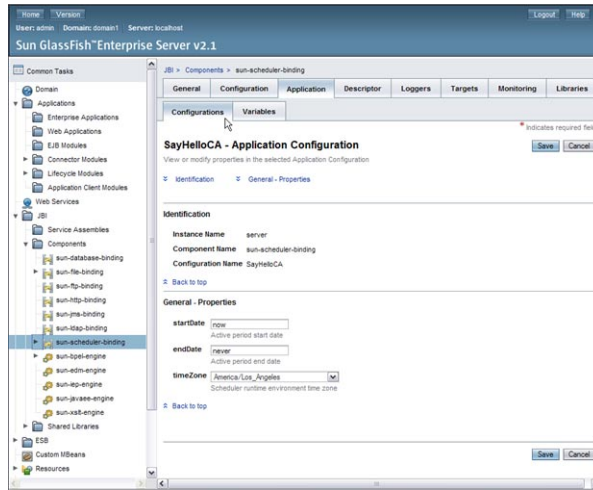 Home Version Logout Help
User: admin Domain: domain1 Server: localhost
Sun GlassFish™ Enterprise Server v2.1
Common Tasks
Domain
Applications
Enterprise Applications
Web Applications
EJB Modules
Connector Modules
Lifecycle Modules
Application Client Modules
Web Services
JBI
Service Assemblies
Components
sun-database-binding
sun-file-binding
sun-ftp-binding
sun-http-binding
sun-jms-binding
sun-ldap-binding
sun-scheduler-binding
sun-bpel-engine
sun-edm-engine
sun-iep-engine
sun-javaee-engine
sun-xslt-engine
Shared Libraries
ESB
Custom MBeans
Resources
JBI > Components > sun-scheduler-binding
General Configuration Application Descriptor Loggers Targets Monitoring Libraries
Configurations Variables
* Indicates required fiel
SayHelloCA - Application Configuration
Save Cancel
View or modify properties in the selected Application Configuration
Identification General - Properties
Identification
Instance Name server
Component Name sun-scheduler-binding
Configuration Name SayHelloCA
Back to top
General - Properties
startDate now
Active period start date
endDate never
Active period end date
timeZone America/Los_Angeles
Scheduler runtime environment time zone
Back to top
Save Cancel